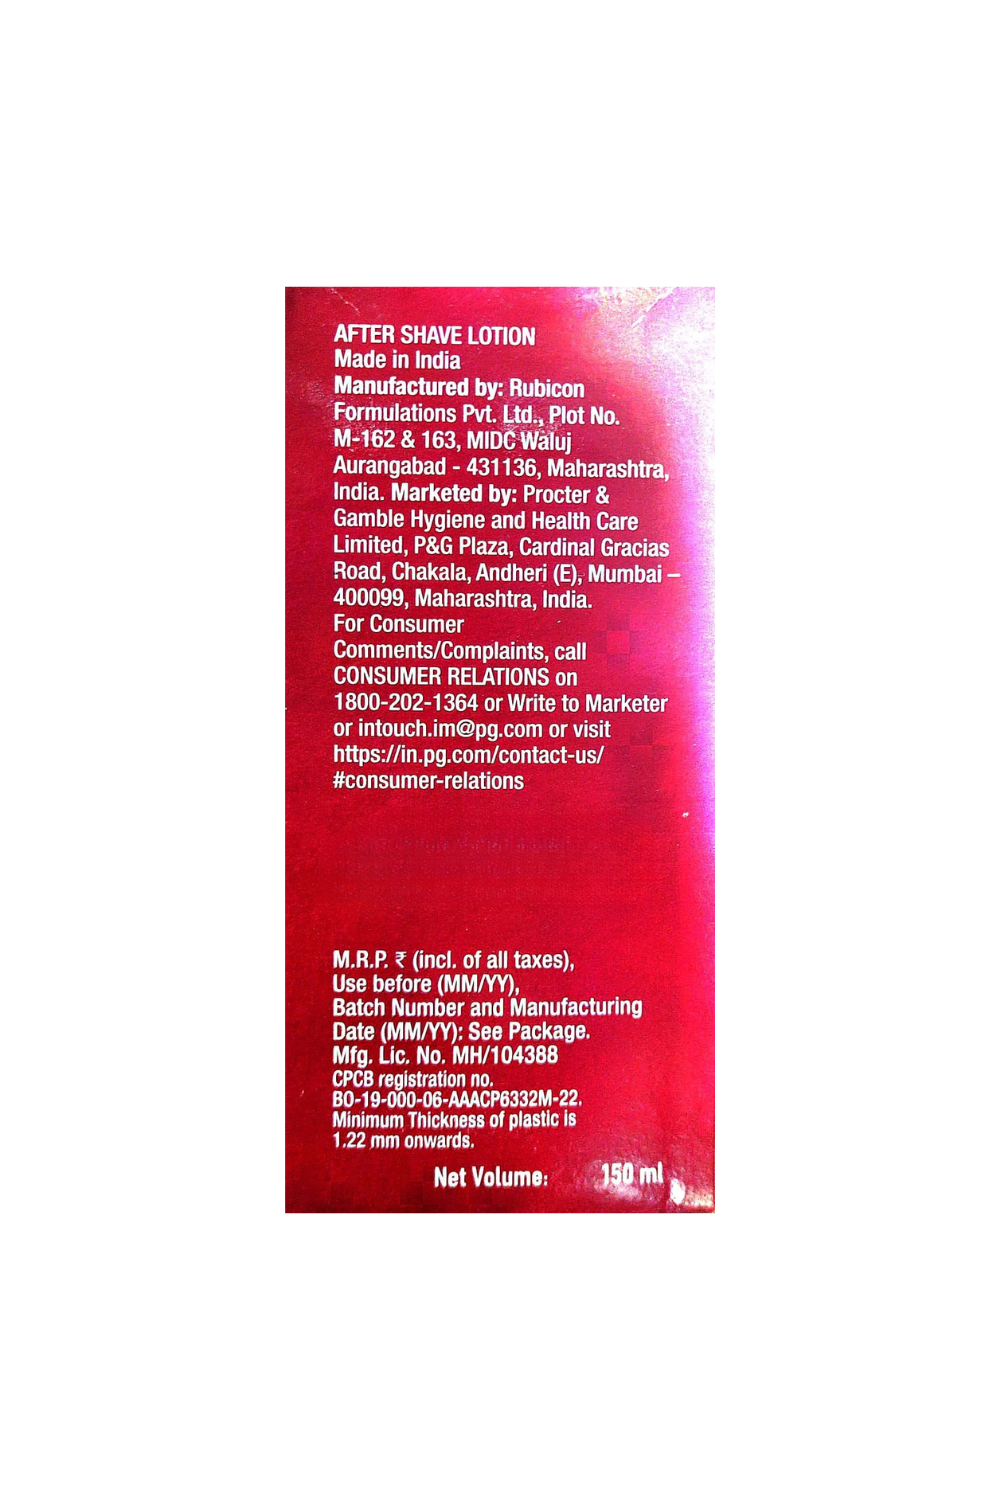 AFTER SHAVE LOTION
Made in India
Manufactured by: Rubicon
Formulations Pvt. Ltd., Plot No.
M-162 & 163, MIDC Waluj
Aurangabad - 431136, Maharashtra,
India. Marketed by: Procter &
Gamble Hygiene and Health Care
Limited, P&G Plaza, Cardinal Gracias
Road, Chakala, Andheri (E), Mumbai –
400099, Maharashtra, India.
For Consumer
Comments/Complaints, call
CONSUMER RELATIONS on
1800-202-1364 or Write to Marketer
or intouch.im@pg.com or visit
https://in.pg.com/contact-us/
#consumer-relations
M.R.P. ₹ (incl. of all taxes),
Use before (MM/YY),
Batch Number and Manufacturing
Date (MM/YY): See Package.
Mfg. Lic. No. MH/104388
CPCB registration no.
BO-19-000-06-AAACP6332M-22.
Minimum Thickness of plastic is
1.22 mm onwards.
Net Volume: 150 ml